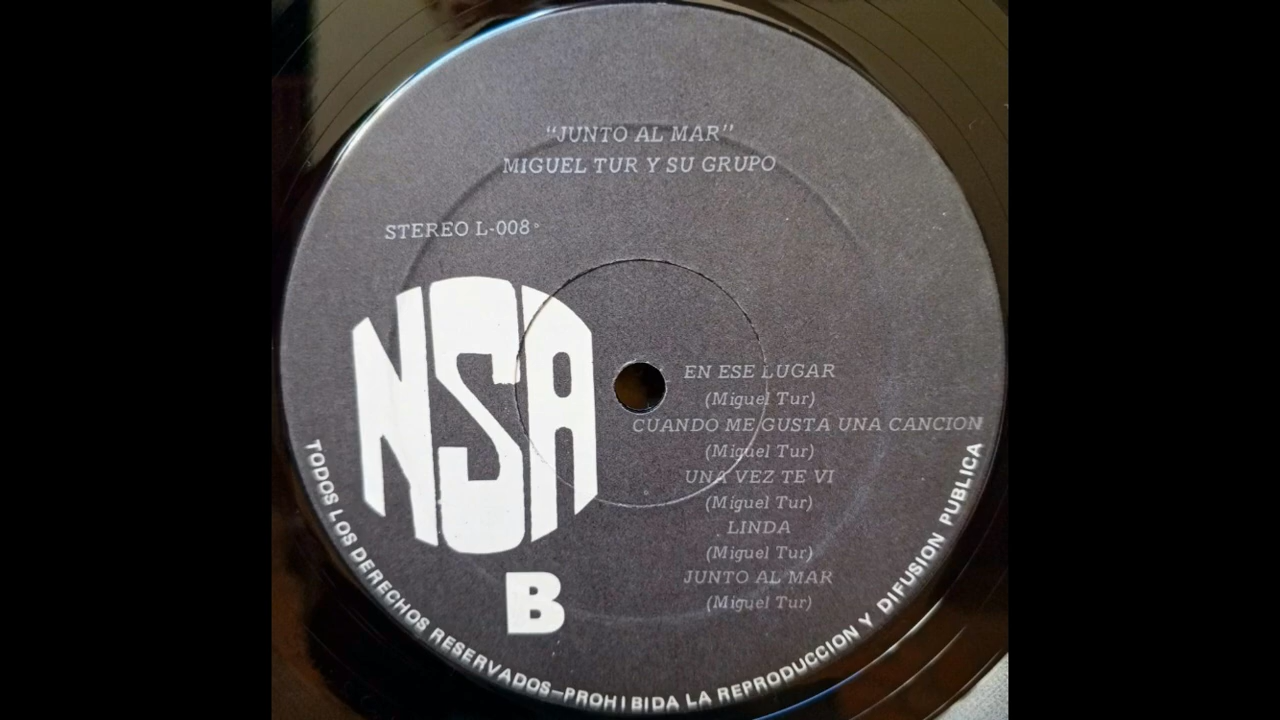 "JUNTO AL MAR"
MIGUEL TUR Y SU GRUPO
STEREO L-008
NSA
EN ESE LUGAR
(Miguel Tur)
CUANDO ME GUSTA UNA CANCION
(Miguel Tur)
UNA VEZ TE VI
(Miguel Tur)
LINDA
(Miguel Tur)
JUNTO AL MAR
(Miguel Tur)
B
TODOS LOS DERECHOS RESERVADOS-PROHIBIDA LA REPRODUCCION Y DIFUSION PUBLICA